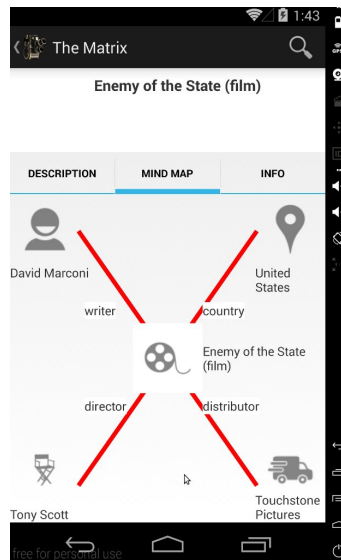 1:43
The Matrix
Enemy of the State (film)
DESCRIPTION MIND MAP INFO
David Marconi
United
States
writer country
Enemy of the State
(film)
director distributor
Tony Scott
Touchstone
Pictures
free for personal use
GPS